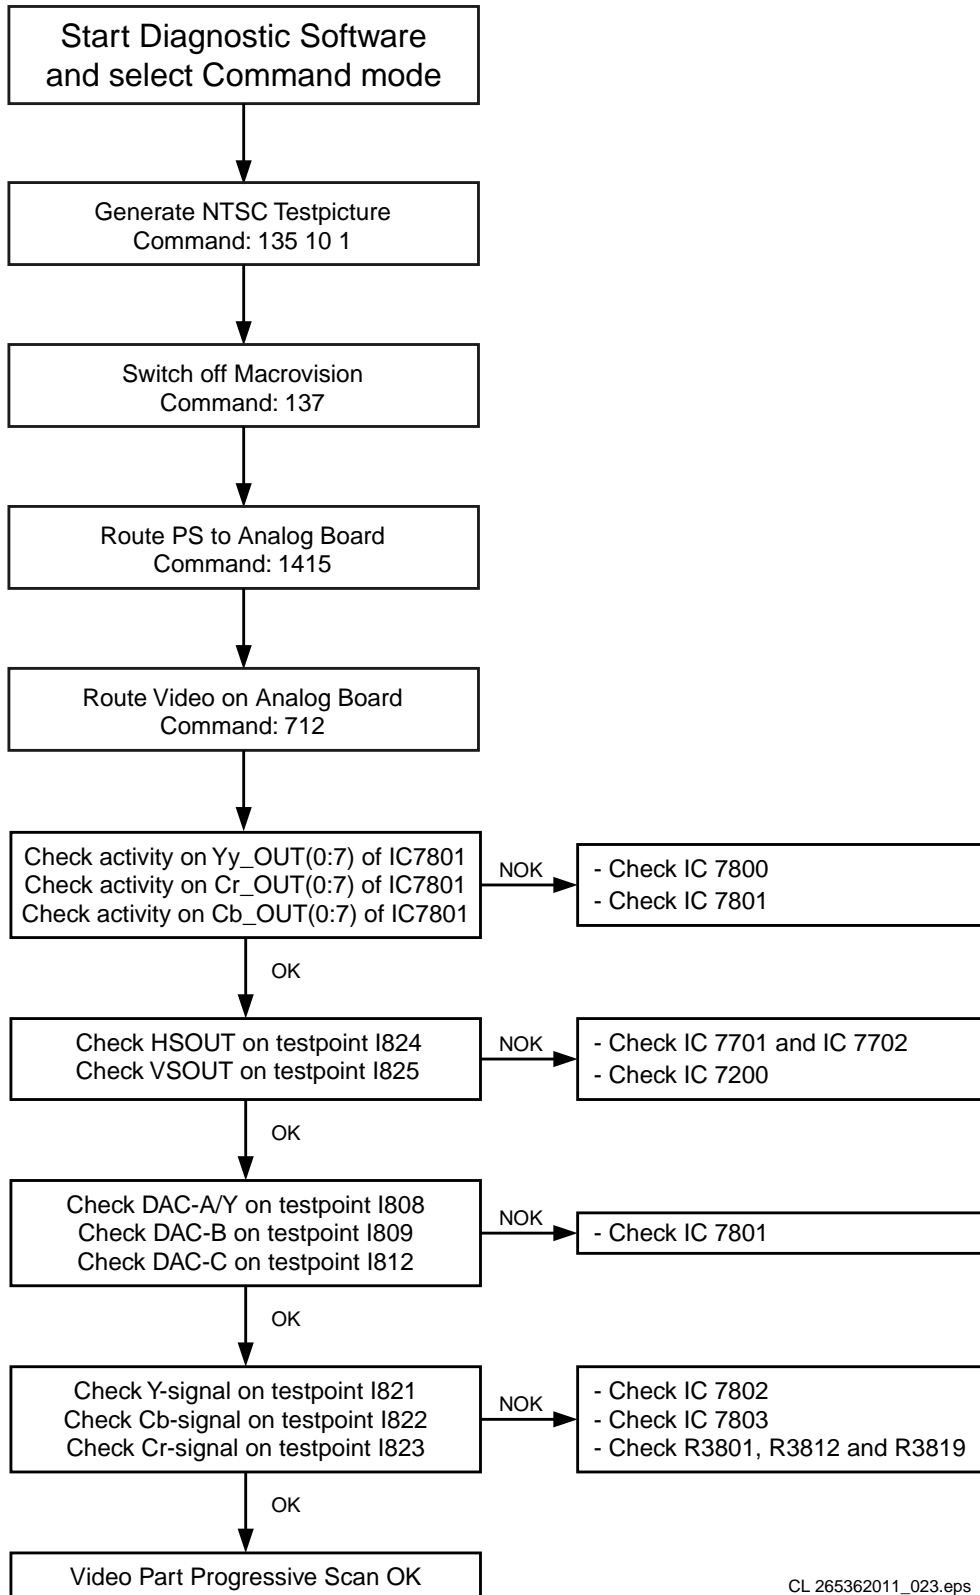 Start Diagnostic Software
and select Command mode
Generate NTSC Testpicture
Command: 135 10 1
Switch off Macrovision
Command: 137
Route PS to Analog Board
Command: 1415
Route Video on Analog Board
Command: 712
Check activity on Yy_OUT(0:7) of IC7801
Check activity on Cr_OUT(0:7) of IC7801
Check activity on Cb_OUT(0:7) of IC7801
NOK
- Check IC 7800
- Check IC 7801
OK
Check HSOUT on testpoint I824
Check VSOUT on testpoint I825
NOK
- Check IC 7701 and IC 7702
- Check IC 7200
OK
Check DAC-A/Y on testpoint I808
Check DAC-B on testpoint I809
Check DAC-C on testpoint I812
NOK
- Check IC 7801
OK
Check Y-signal on testpoint I821
Check Cb-signal on testpoint I822
Check Cr-signal on testpoint I823
NOK
- Check IC 7802
- Check IC 7803
- Check R3801, R3812 and R3819
OK
Video Part Progressive Scan OK
CL 265362011_023.eps